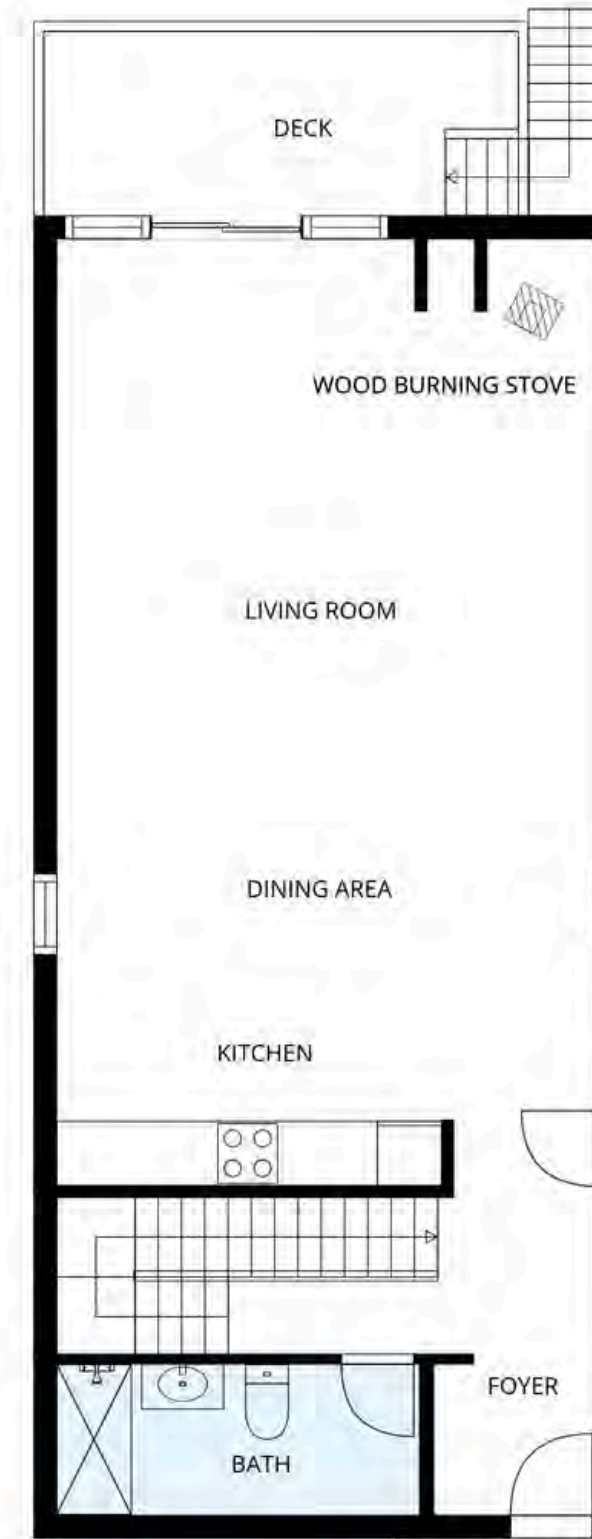 DECK
WOOD BURNING STOVE
LIVING ROOM
DINING AREA
KITCHEN
FOYER
BATH